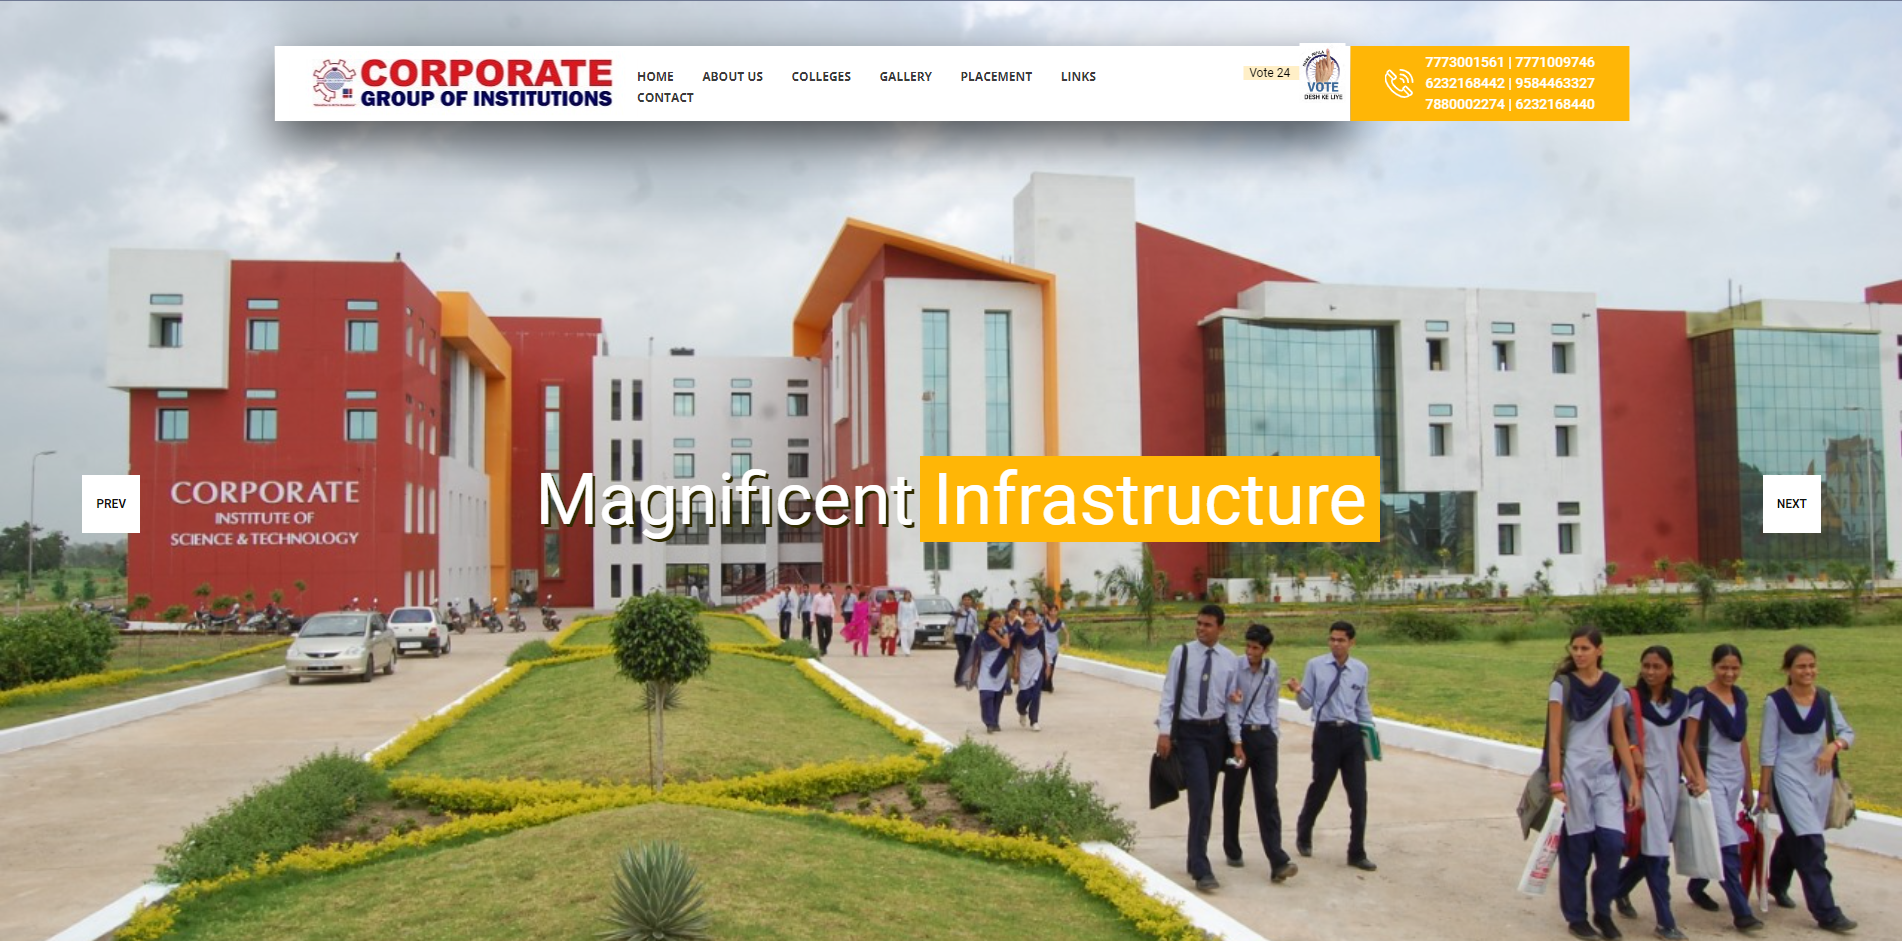 CORPORATE
GROUP OF INSTITUTIONS
HOME ABOUT US COLLEGES GALLERY PLACEMENT LINKS
CONTACT
Vote 24
VOTE
DESH KE LIYE
7773001561 | 7771009746
6232168442 | 9584463327
7880002274 | 6232168440
PREV
CORPORATE
INSTITUTE OF
SCIENCE & TECHNOLOGY
Magnificent Infrastructure
NEXT